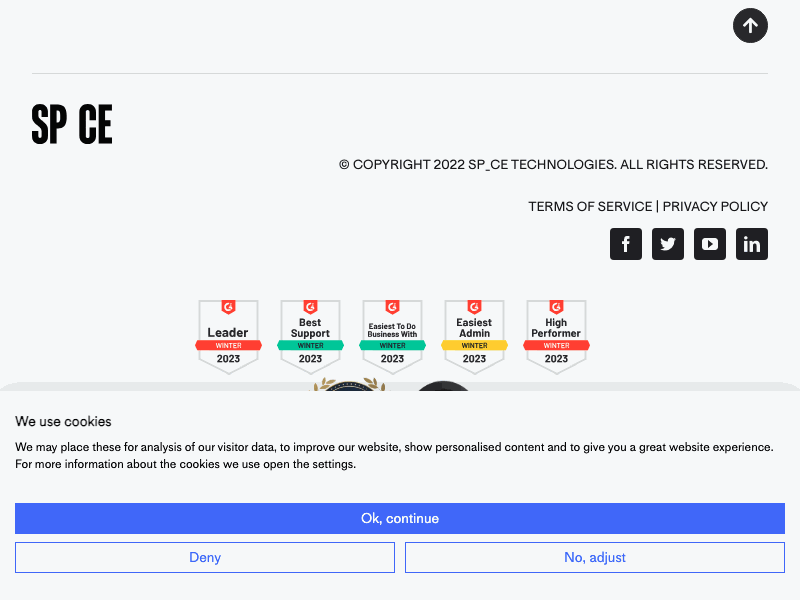 SP CE
© COPYRIGHT 2022 SP_CE TECHNOLOGIES. ALL RIGHTS RESERVED.
TERMS OF SERVICE | PRIVACY POLICY
Leader
WINTER
2023
Best
Support
WINTER
2023
Easiest To Do
Business With
WINTER
2023
Easiest
Admin
WINTER
2023
High
Performer
WINTER
2023
We use cookies
We may place these for analysis of our visitor data, to improve our website, show personalised content and to give you a great website experience.
For more information about the cookies we use open the settings.
Ok, continue
Deny
No, adjust